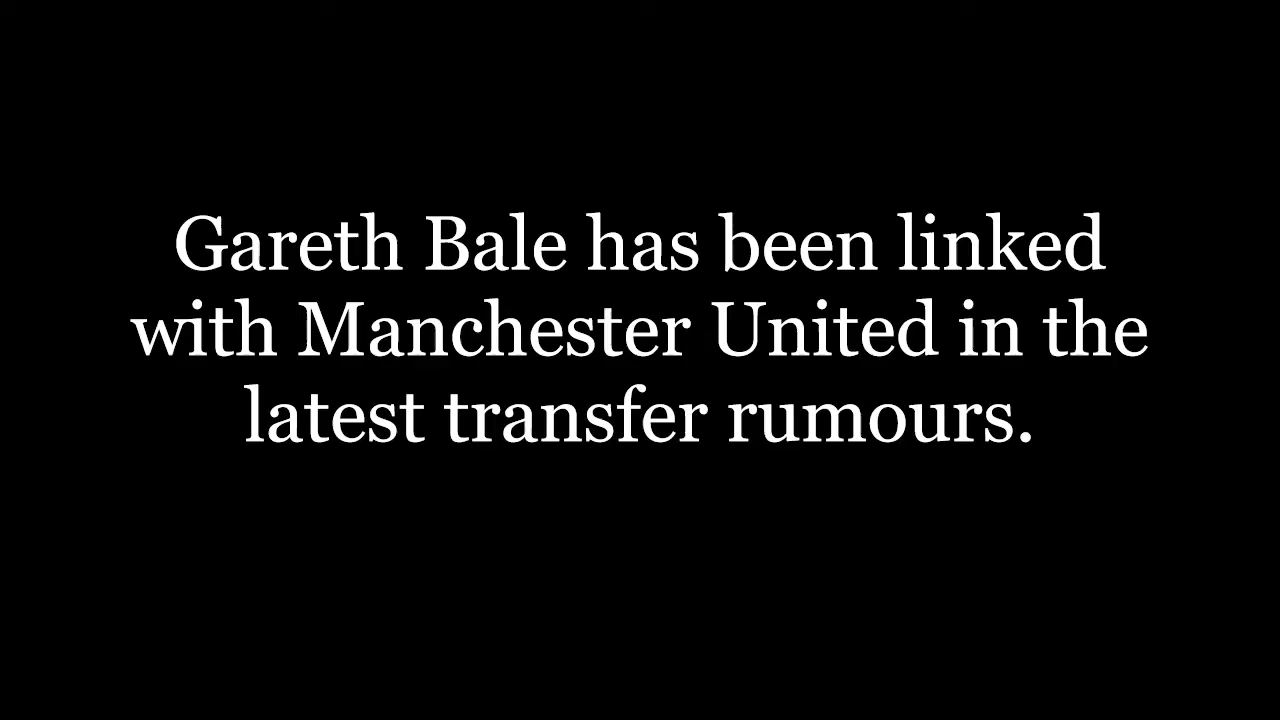 Gareth Bale has been linked
with Manchester United in the
latest transfer rumours.